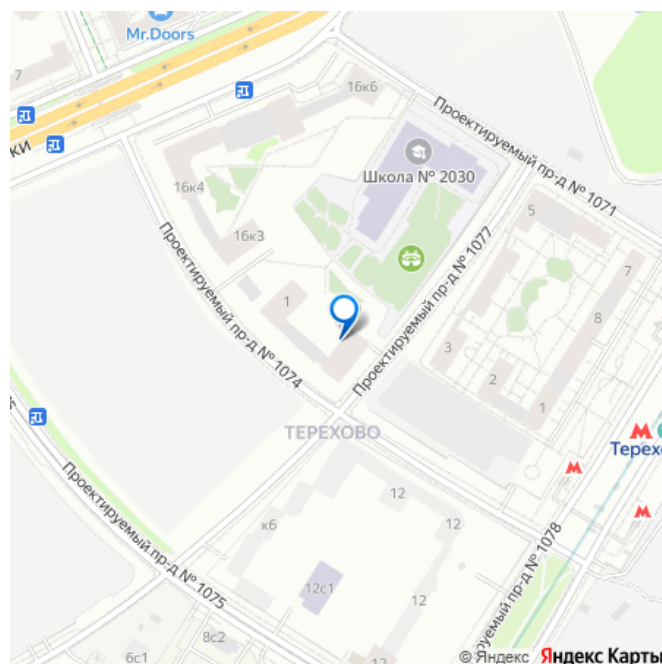 Mr.Doors
7
КИ
16к6
Проектируемый пр-д № 1071
Школа № 2030
16к4
16к3
Проектируемый пр-д № 1077
5
7
8
1
Проектируемый пр-д № 1074
3
2
1
ТЕРЕХОВО
Терехо
12
к6
12
12с1
12
Проектируемый пр-д № 1075
уемый пр-д № 1078
8с2
6с1
© Яндекс Яндекс Карты